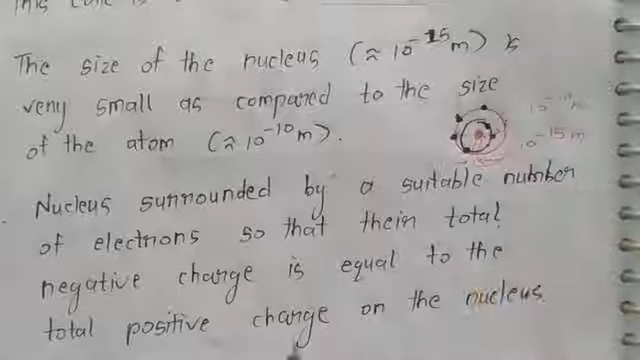 The size of the nucleus (≈ 10⁻¹⁵m) is
very small as compared to the size
of the atom (≈ 10⁻¹⁰m).
10⁻¹⁵m
Nucleus surrounded by a suitable number
of electrons so that their total
negative charge is equal to the
total positive charge on the nucleus.